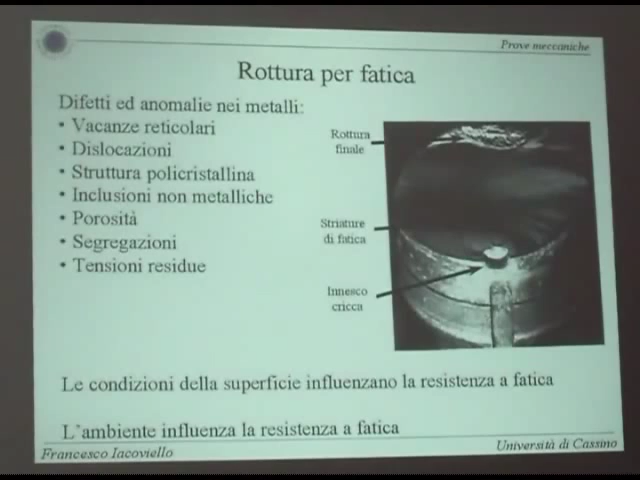 Prove meccaniche
Rottura per fatica
Difetti ed anomalie nei metalli:
• Vacanze reticolari
• Dislocazioni
• Struttura policristallina
• Inclusioni non metalliche
• Porosità
• Segregazioni
• Tensioni residue
Rottura
finale
Striature
di fatica
Innesco
cricca
Le condizioni della superficie influenzano la resistenza a fatica
L'ambiente influenza la resistenza a fatica
Francesco Iacoviello
Università di Cassino